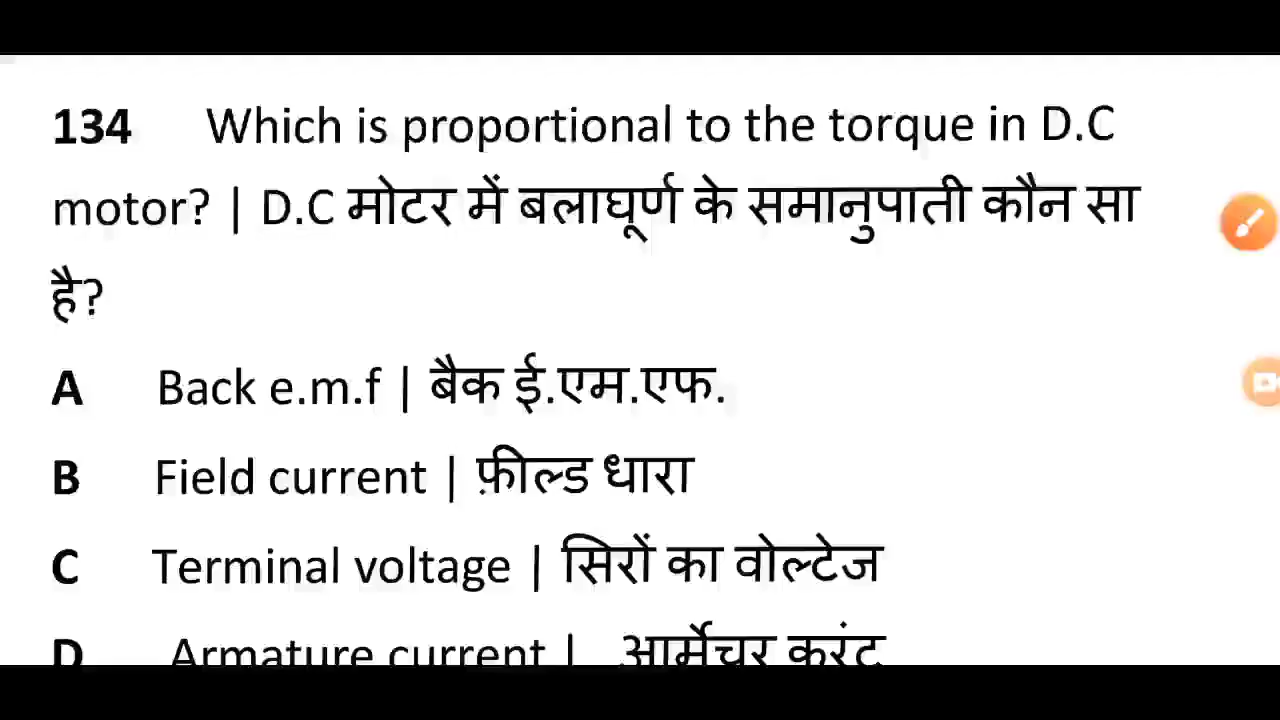 134 Which is proportional to the torque in D.C
motor? | D.C मोटर में बलाघूर्ण के समानुपाती कौन सा
है?
A Back e.m.f | बैक ई.एम.एफ.
B Field current | फ़ील्ड धारा
C Terminal voltage | सिरों का वोल्टेज
D Armature current | आर्मेचर करंट